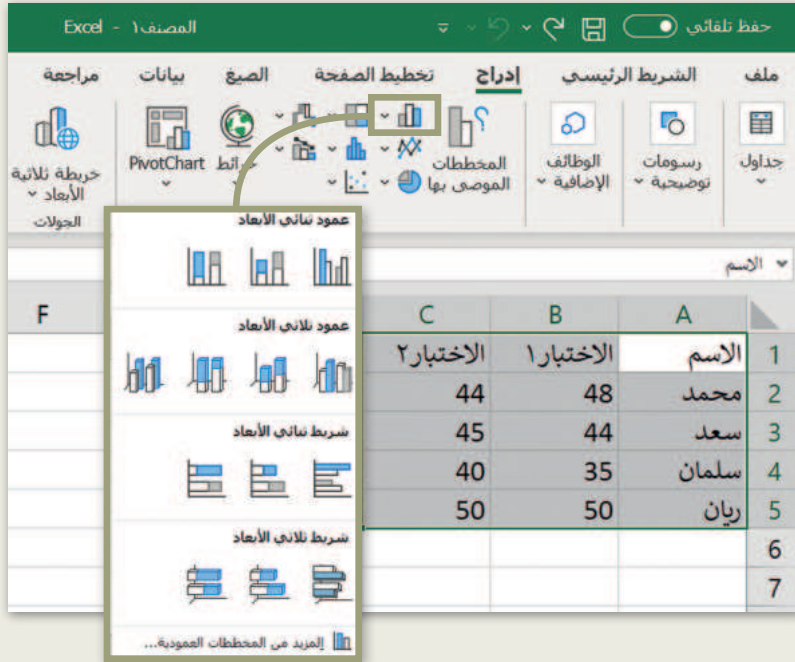 حفظ تلقائي
المصنف١ - Excel
ملف
الشريط الرئيسي
إدراج
تخطيط الصفحة
الصيغ
بيانات
مراجعة
جداول
رسومات توضيحية
الوظائف الإضافية
المخططات الموصى بها
خرائط
PivotChart
خريطة ثلاثية الأبعاد
الجولات
عمود ثنائي الأبعاد
عمود ثلاثي الأبعاد
شريط ثنائي الأبعاد
شريط ثلاثي الأبعاد
المزيد من المخططات العمودية...
الاسم
A B C F
1 الاسم الاختبار١ الاختبار٢
2 محمد 48 44
3 سعد 44 45
4 سلمان 35 40
5 ريان 50 50
6
7